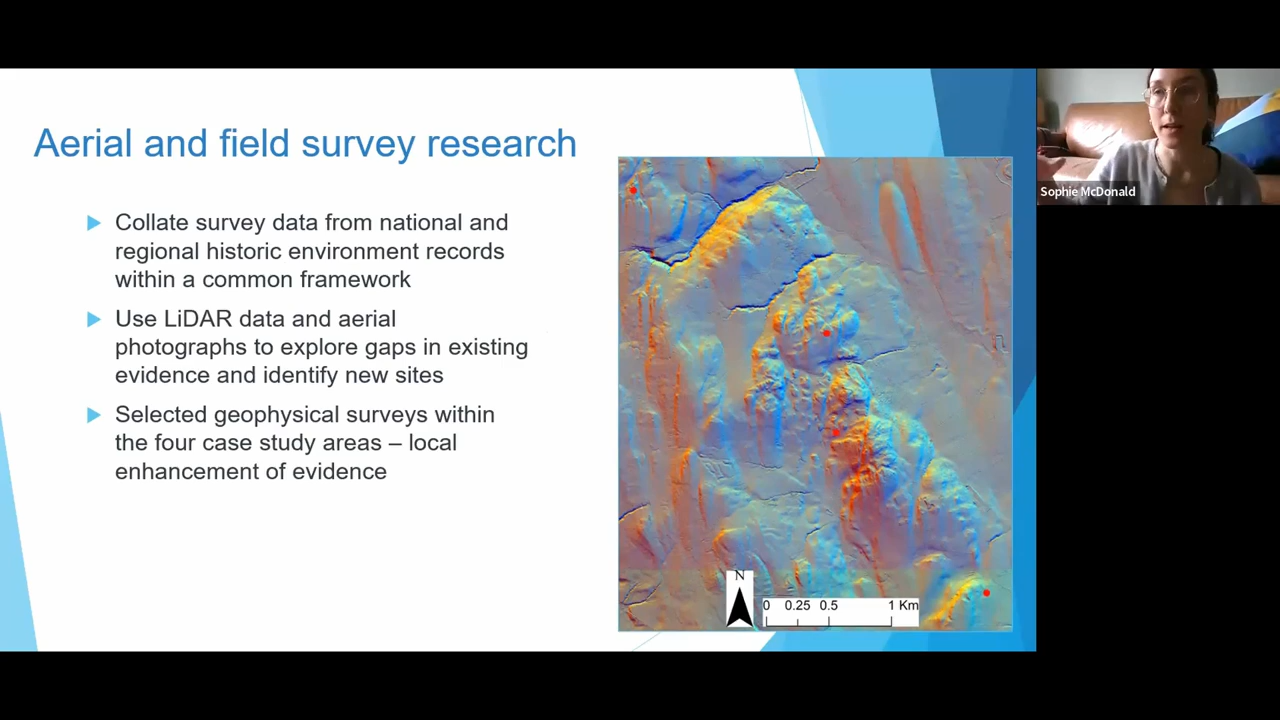 Aerial and field survey research
Collate survey data from national and
regional historic environment records
within a common framework
Use LiDAR data and aerial
photographs to explore gaps in existing
evidence and identify new sites
Selected geophysical surveys within
the four case study areas – local
enhancement of evidence
N
0 0.25 0.5 1 Km
Sophie McDonald